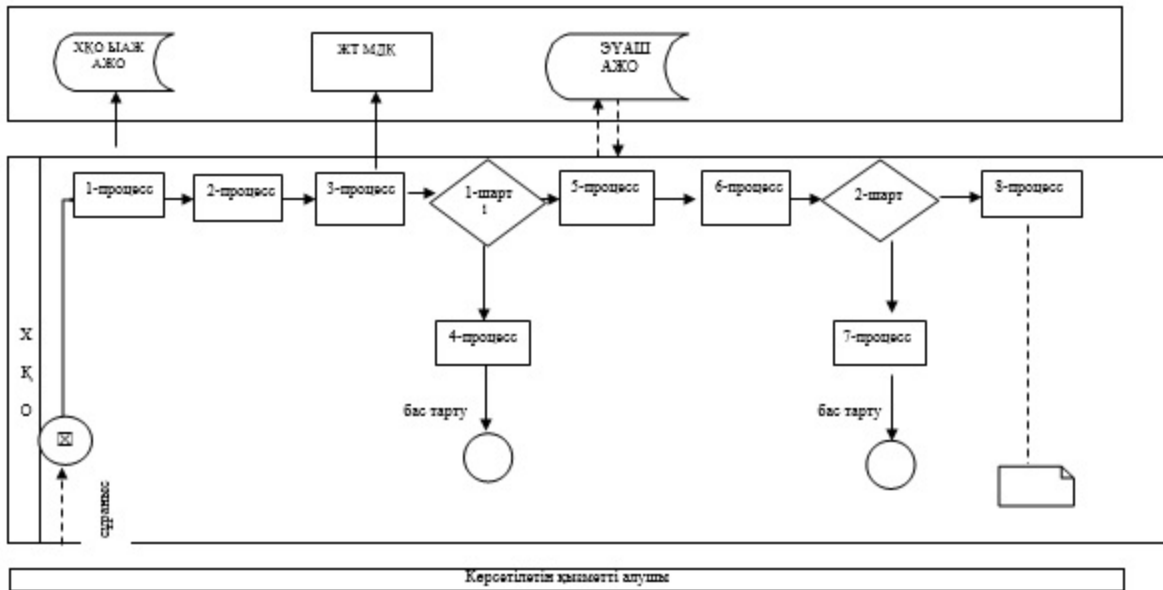 ХҚО ЫАЖ
АЖО
ЖТ МДҚ
ЭҮАШ
АЖО
1-процесс
2-процесс
3-процесс
1-шарт
t
5-процесс
6-процесс
2-шарт
8-процесс
Х
Қ
О
4-процесс
7-процесс
бас тарту
бас тарту
сұраныс
Көрсетілетін қызметті алушы